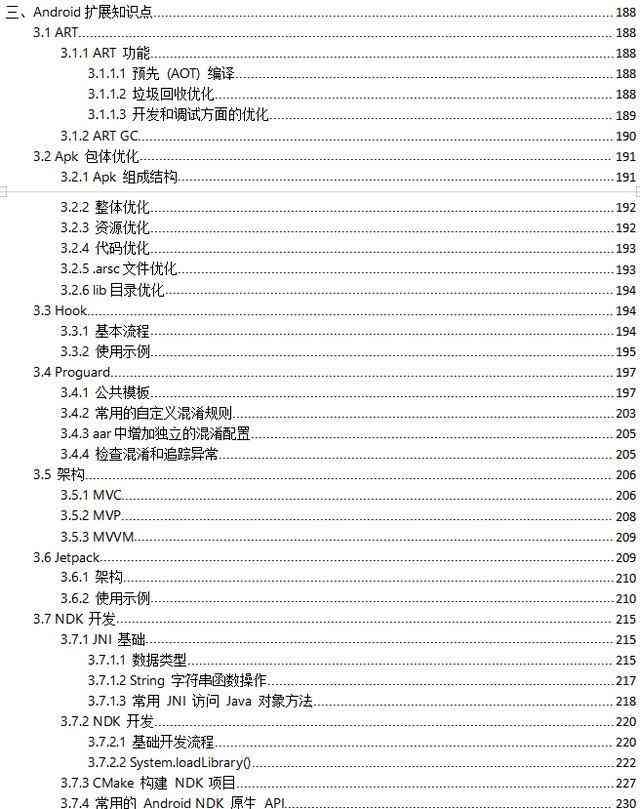 三、Android 扩展知识点 188
3.1 ART 188
3.1.1 ART 功能 188
3.1.1.1 预先 (AOT) 编译 188
3.1.1.2 垃圾回收优化 188
3.1.1.3 开发和调试方面的优化 189
3.1.2 ART GC 190
3.2 Apk 包体优化 191
3.2.1 Apk 组成结构 191
3.2.2 整体优化 192
3.2.3 资源优化 192
3.2.4 代码优化 193
3.2.5 .arsc 文件优化 193
3.2.6 lib 目录优化 194
3.3 Hook 194
3.3.1 基本流程 194
3.3.2 使用示例 195
3.4 Proguard 197
3.4.1 公共模板 197
3.4.2 常用的自定义混淆规则 203
3.4.3 aar 中增加独立的混淆配置 205
3.4.4 检查混淆和追踪异常 205
3.5 架构 206
3.5.1 MVC 206
3.5.2 MVP 208
3.5.3 MVVM 209
3.6 Jetpack 209
3.6.1 架构 210
3.6.2 使用示例 210
3.7 NDK 开发 215
3.7.1 JNI 基础 215
3.7.1.1 数据类型 215
3.7.1.2 String 字符串函数操作 217
3.7.1.3 常用 JNI 访问 Java 对象方法 218
3.7.2 NDK 开发 220
3.7.2.1 基础开发流程 220
3.7.2.2 System.loadLibrary() 222
3.7.3 CMake 构建 NDK 项目 227
3.7.4 常用的 Android NDK 原生 API 230